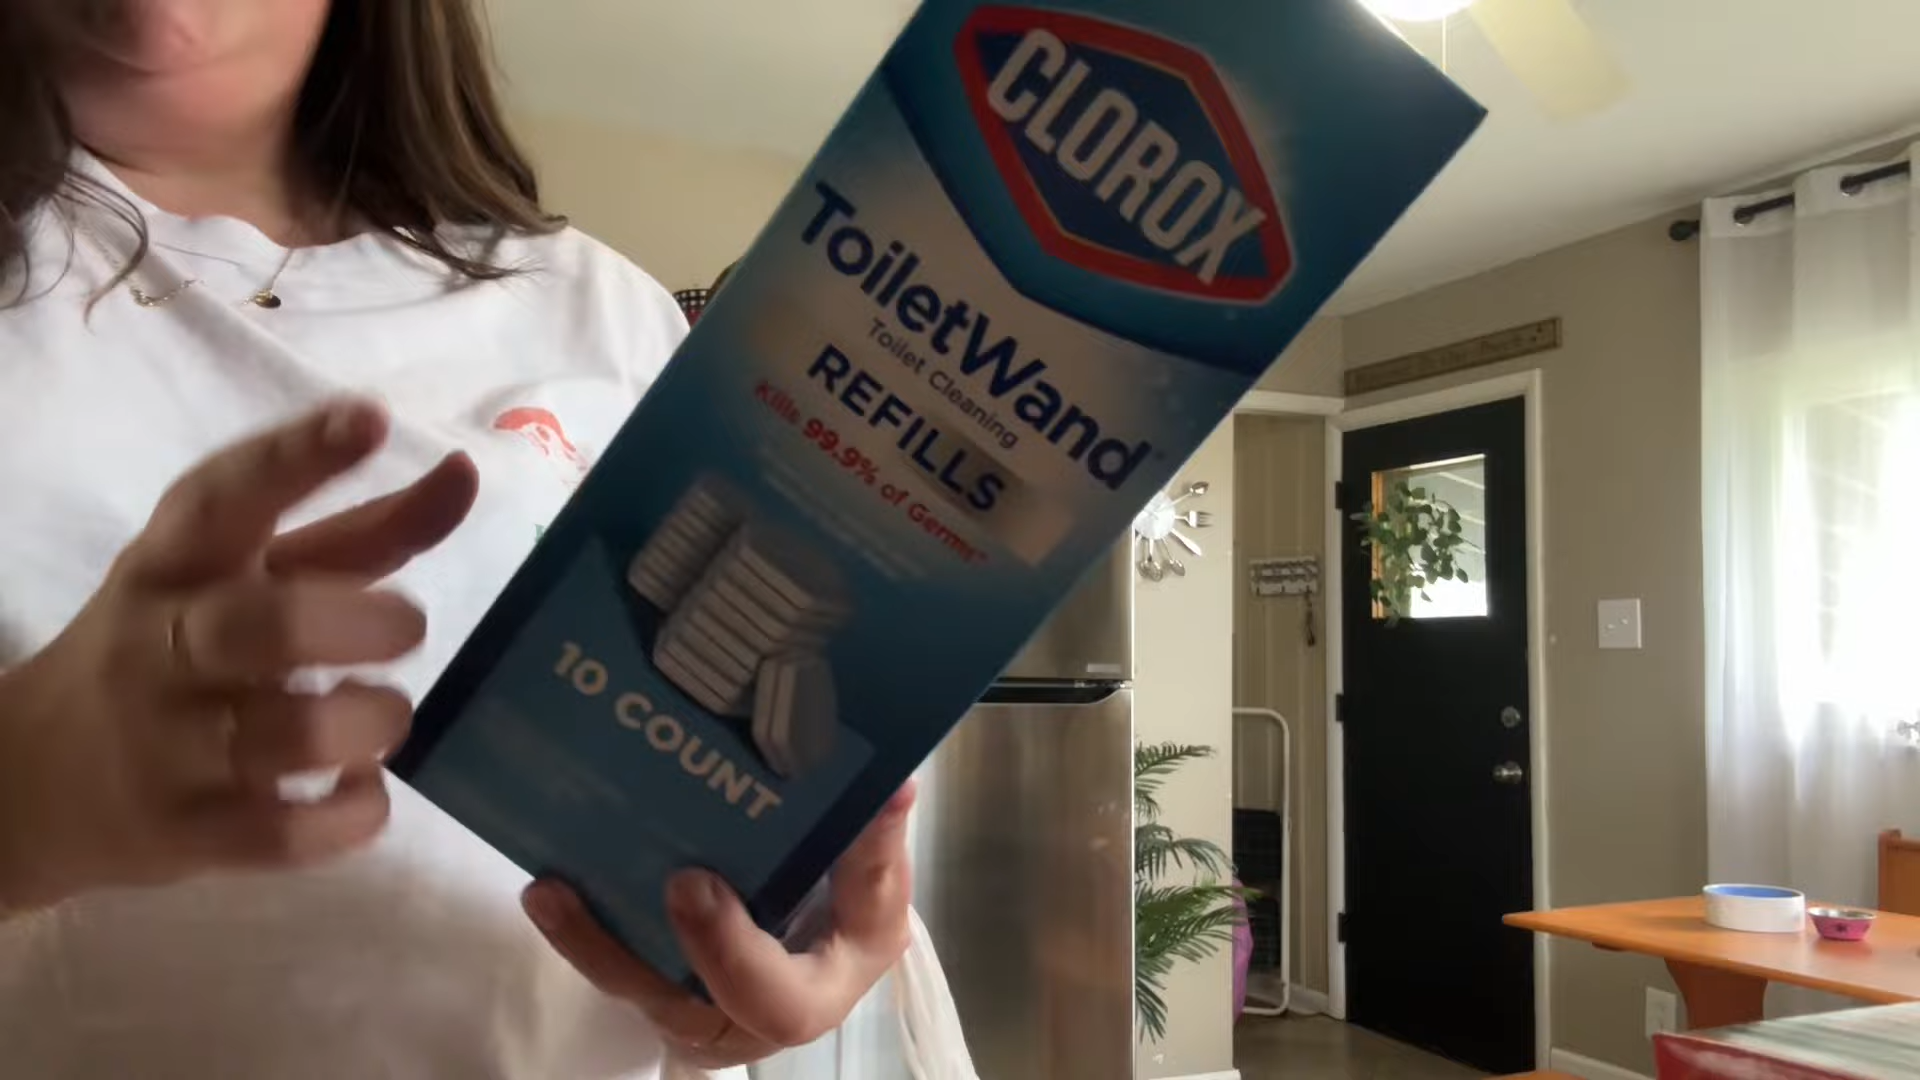 CLOROX
ToiletWand
Toilet Cleaning
REFILLS
Kills 99.9% of Germs*
10 COUNT